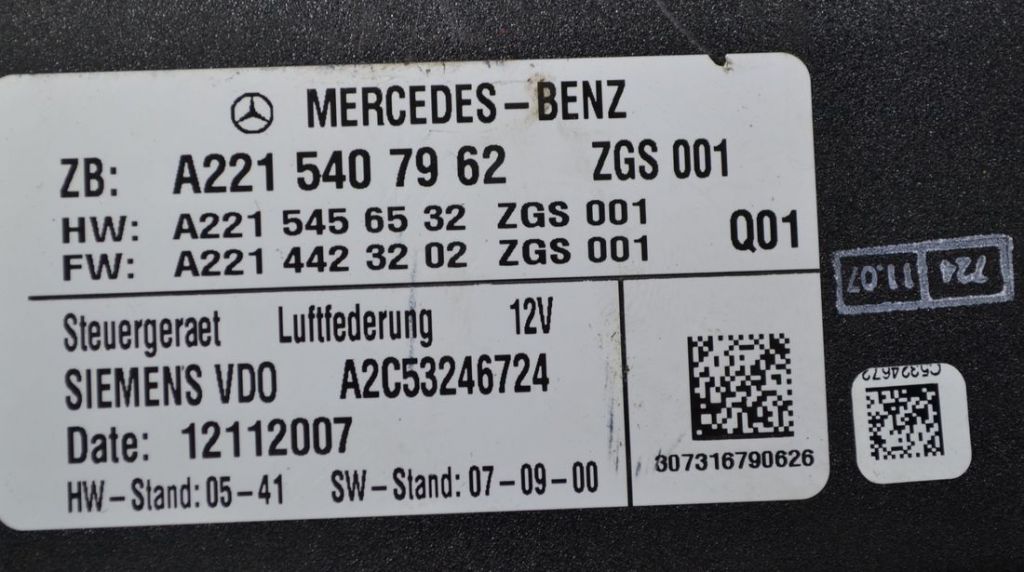 MERCEDES-BENZ
ZB: A221 540 79 62 ZGS 001
HW: A221 545 65 32 ZGS 001
FW: A221 442 32 02 ZGS 001
Q01
Steuergeraet Luftfederung 12V
SIEMENS VDO A2C53246724
Date: 12112007
HW-Stand: 05-41 SW-Stand: 07-09-00
807316790626
724
11.07
C5324672